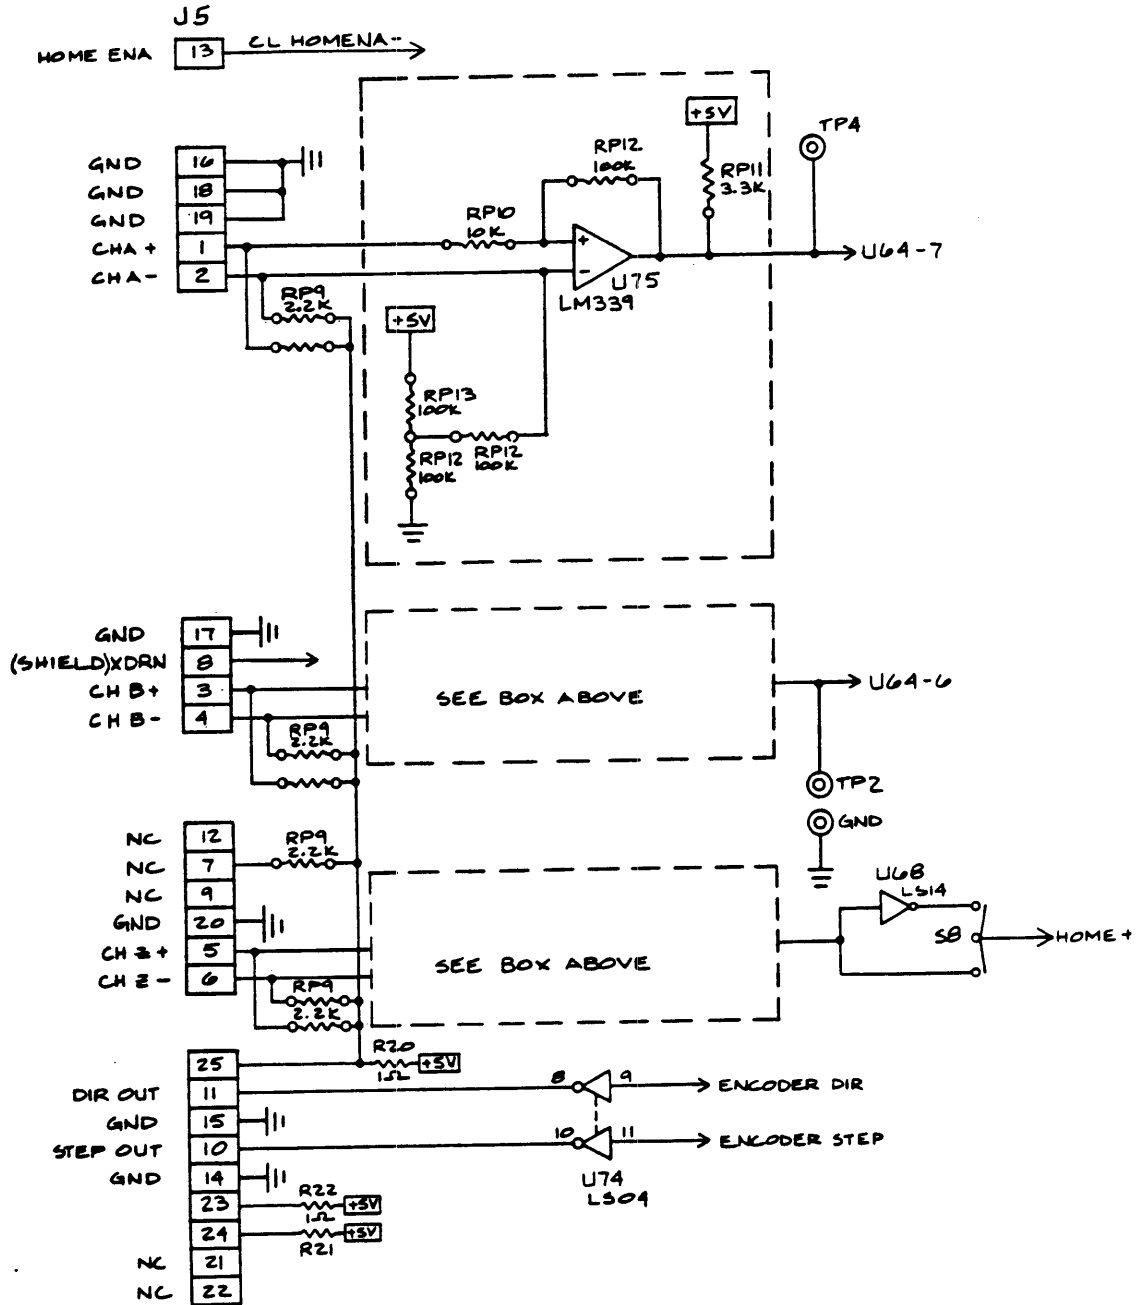 J5
HOME ENA 13 CL HOMENA-
+5V
TP4
GND 16
RP12
100K
RP11
3.3K
GND 18
GND 19
RP10
10K
CHA + 1
+
U64-7
CHA- 2
-
U75
LM339
RP9
2.2K
+5V
RP13
100K
RP12
100K
RP12
100K
GND 17
(SHIELD)XDRN 8
CH B+ 3
SEE BOX ABOVE
U64-6
CH B- 4
RP9
2.2K
TP2
GND
NC 12
NC 7
RP9
2.2K
NC 9
U68
LS14
GND 20
CH Z+ 5
S8
HOME +
CH Z- 6
SEE BOX ABOVE
RP9
2.2K
25
R20
1Ω
+5V
DIR OUT 11
8 9
ENCODER DIR
GND 15
STEP OUT 10
10 11
ENCODER STEP
GND 14
U74
LS04
23
R22
1Ω
+5V
24
R21
+5V
NC 21
NC 22